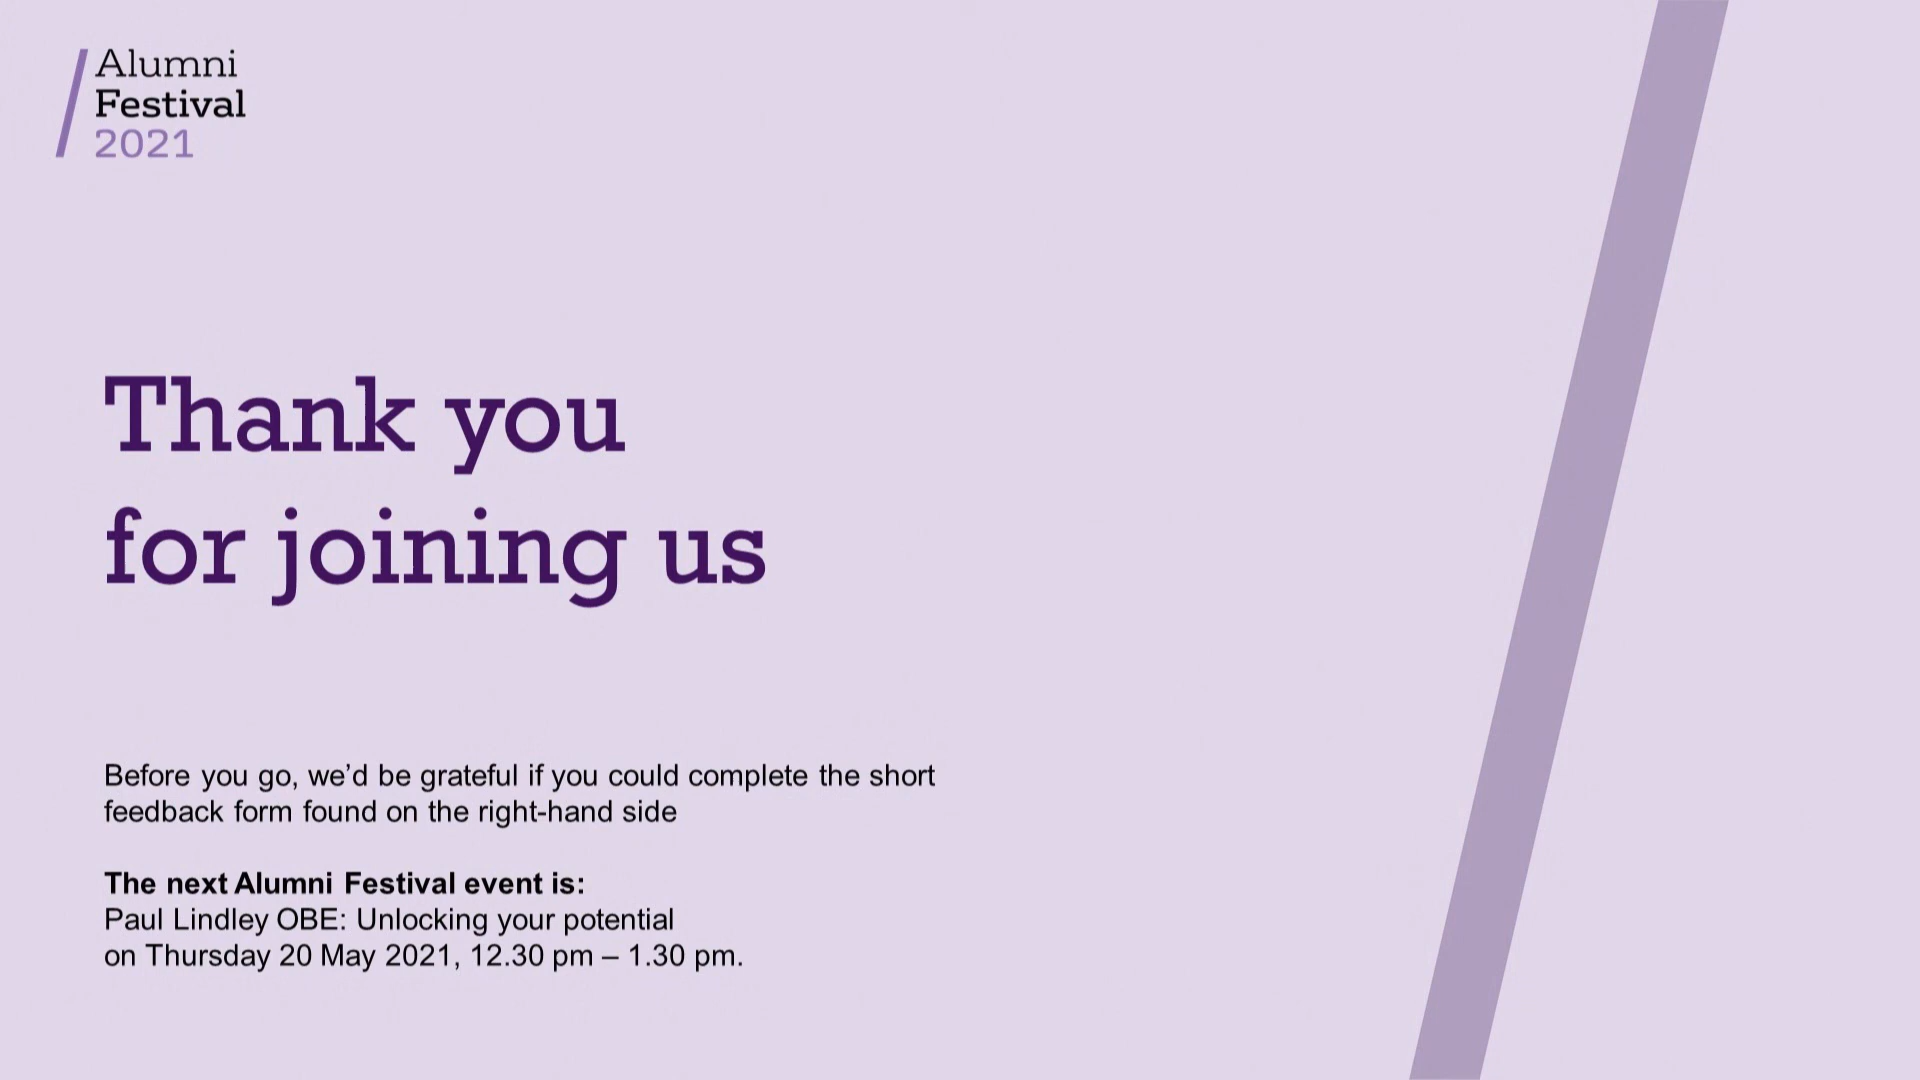 Alumni
Festival
2021
Thank you
for joining us
Before you go, we’d be grateful if you could complete the short
feedback form found on the right-hand side
The next Alumni Festival event is:
Paul Lindley OBE: Unlocking your potential
on Thursday 20 May 2021, 12.30 pm – 1.30 pm.